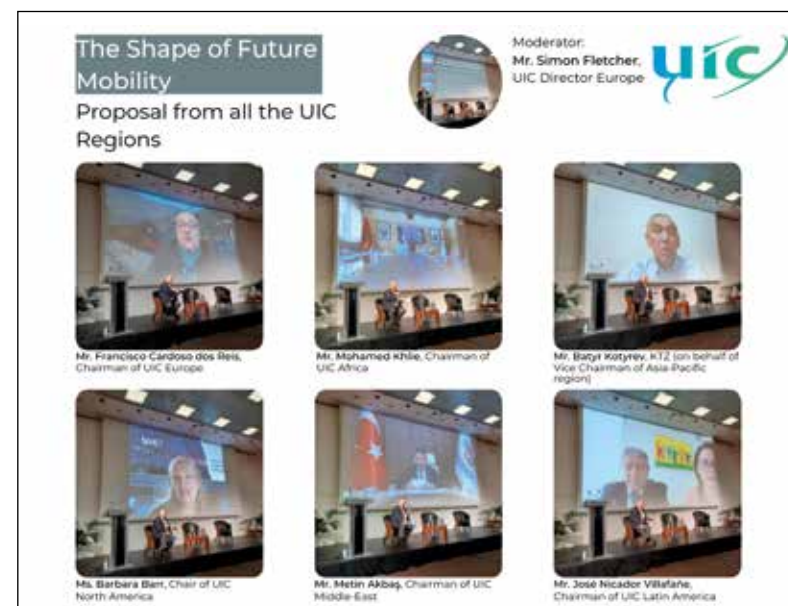 The Shape of Future
Mobility
Proposal from all the UIC
Regions
Moderator:
Mr. Simon Fletcher,
UIC Director Europe
uic
Mr. Francisco Cardoso dos Reis,
Chairman of UIC Europe
Mr. Mohamed Khlie, Chairman of
UIC Africa
Mr. Batyr Kotyrev, KTZ (on behalf of
Vice Chairman of Asia-Pacific
region)
Ms. Barbara Barr, Chair of UIC
North America
Mr. Metin Akbaş, Chairman of UIC
Middle-East
Mr. José Nicador Villafañe,
Chairman of UIC Latin America